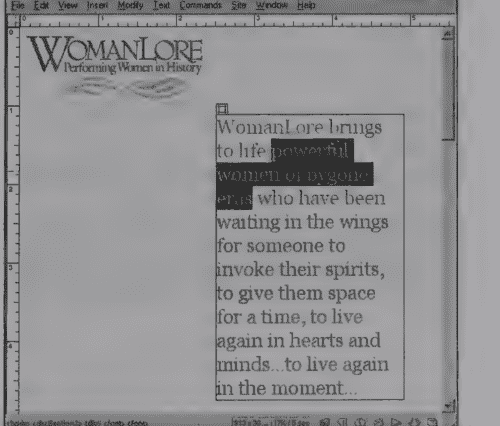 File Edit View Insert Modify Text Commands Site Window Help
WOMANLORE
Performing Women in History
WomanLore brings
to life powerful
women of bygone
eras who have been
waiting in the wings
for someone to
invoke their spirits,
to give them space
for a time, to live
again in hearts and
minds...to live again
in the moment...